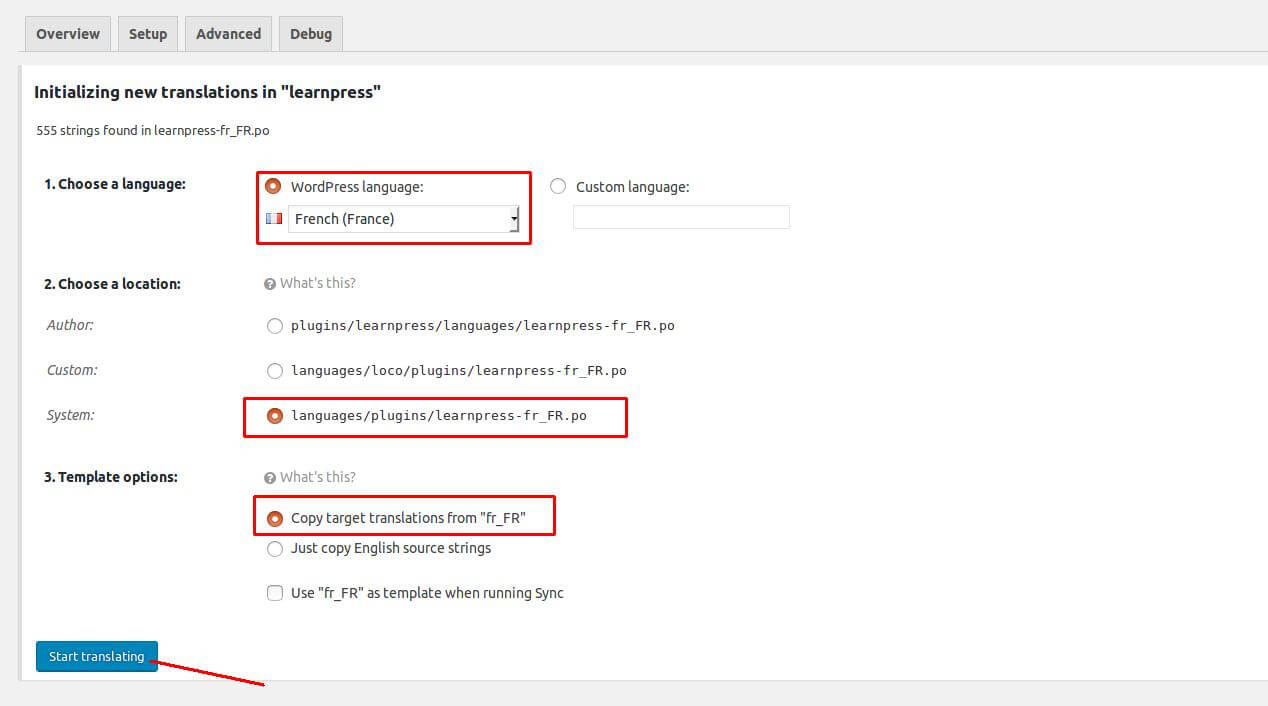 Overview Setup Advanced Debug
Initializing new translations in "learnpress"
555 strings found in learnpress-fr_FR.po
1. Choose a language:
WordPress language:
Custom language:
French (France)
2. Choose a location:
What's this?
Author:
plugins/learnpress/languages/learnpress-fr_FR.po
Custom:
languages/loco/plugins/learnpress-fr_FR.po
System:
languages/plugins/learnpress-fr_FR.po
3. Template options:
What's this?
Copy target translations from "fr_FR"
Just copy English source strings
Use "fr_FR" as template when running Sync
Start translating